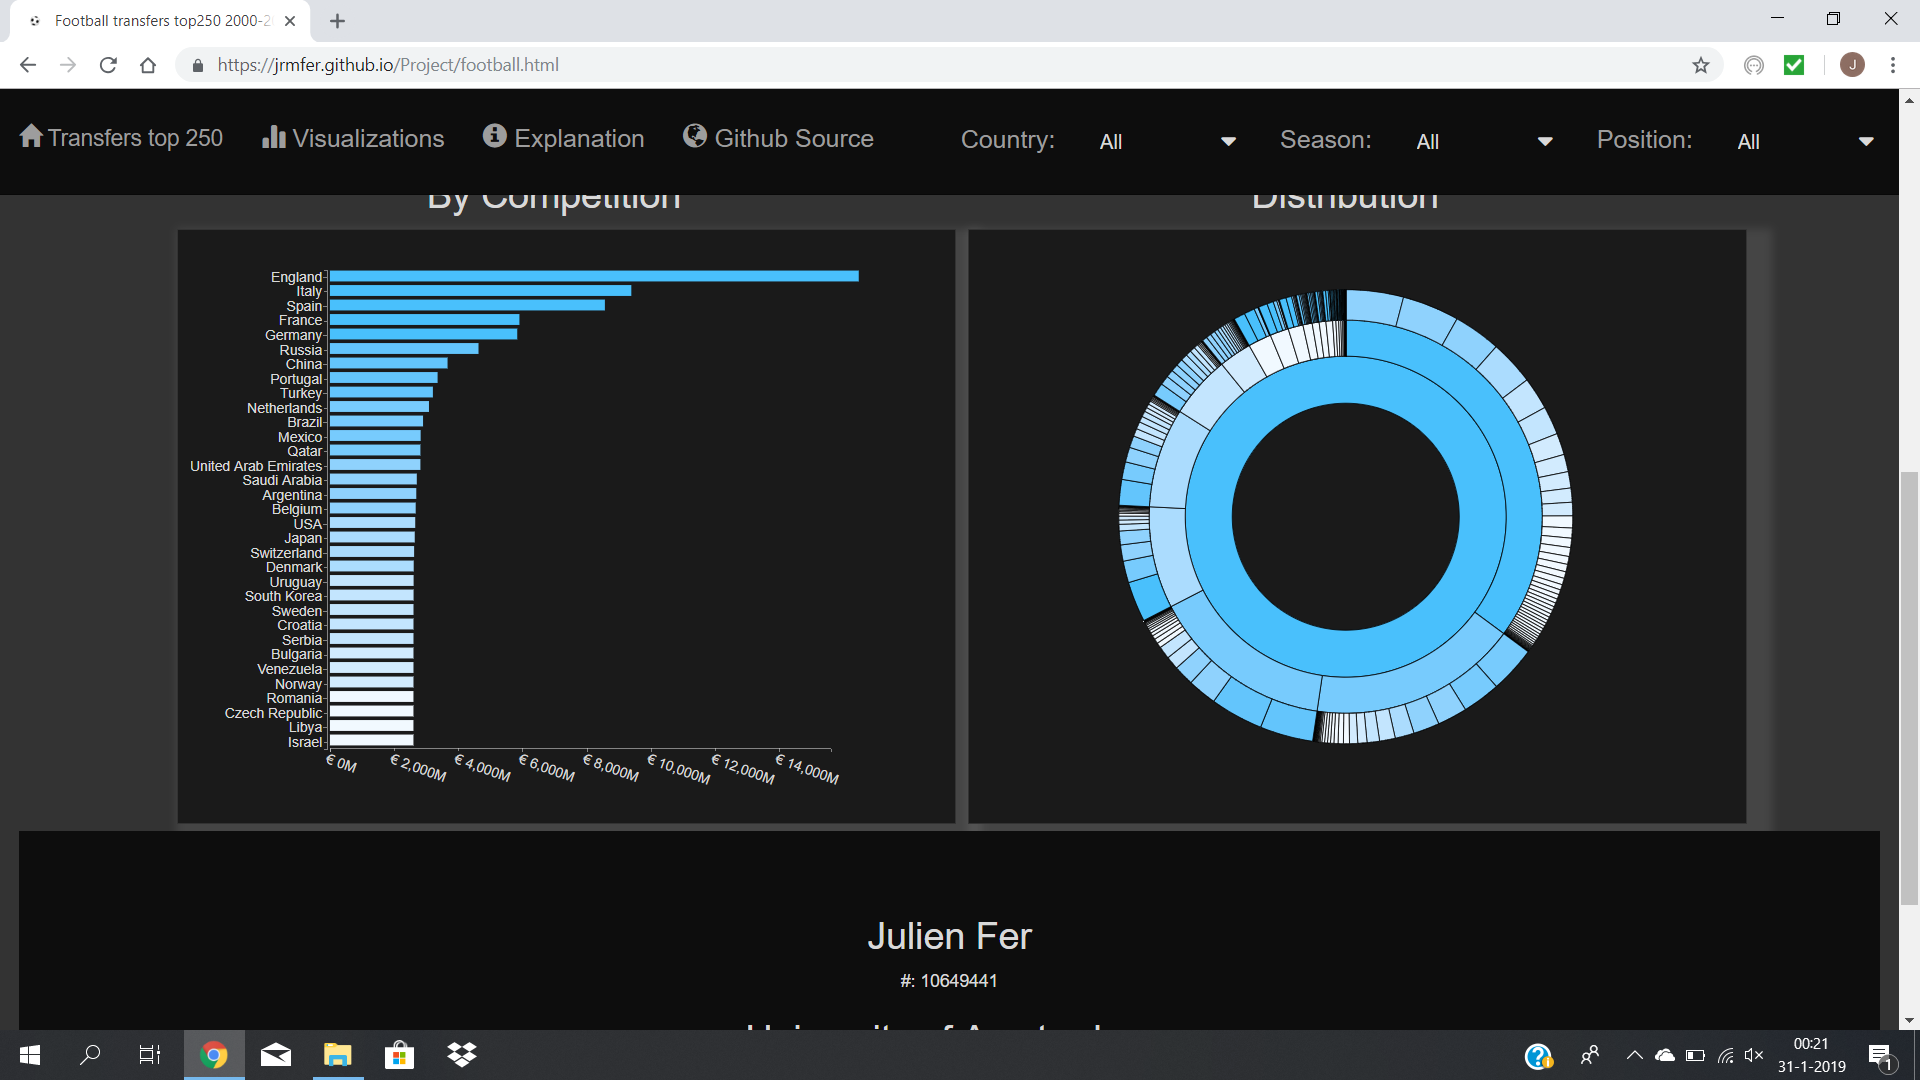 Football transfers top250 2000-2
https://jrmfer.github.io/Project/football.html
J
Transfers top 250
Visualizations
Explanation
Github Source
Country: All
Season: All
Position: All
By Competition
Distribution
England
Italy
Spain
France
Germany
Russia
China
Portugal
Turkey
Netherlands
Brazil
Mexico
Qatar
United Arab Emirates
Saudi Arabia
Argentina
Belgium
USA
Japan
Switzerland
Denmark
Uruguay
South Korea
Sweden
Croatia
Serbia
Bulgaria
Venezuela
Norway
Romania
Czech Republic
Libya
Israel
€ 0M
€ 2,000M
€ 4,000M
€ 6,000M
€ 8,000M
€ 10,000M
€ 12,000M
€ 14,000M
Julien Fer
#: 10649441
00:21
31-1-2019
1